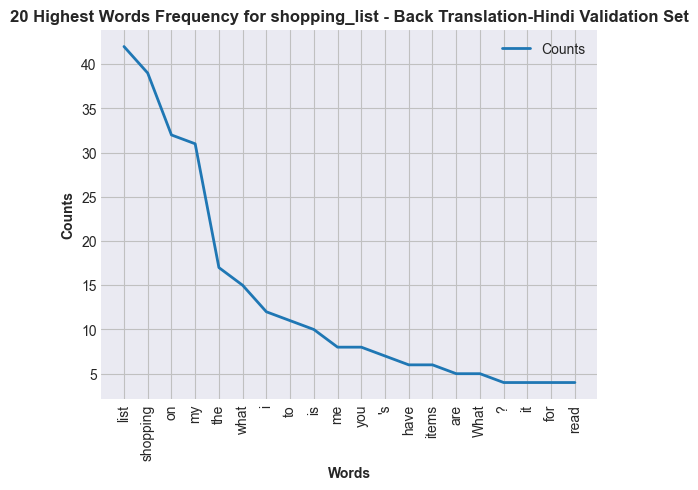 20 Highest Words Frequency for shopping_list - Back Translation-Hindi Validation Set
Counts
Counts
40
35
30
25
20
15
10
5
list
shopping
on
my
the
what
i
to
is
me
you
's
have
items
are
What
?
it
for
read
Words